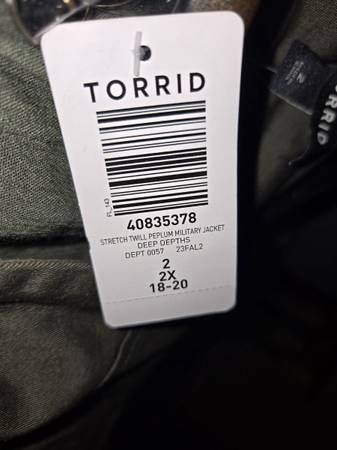 TORRID
FL_143
40835378
STRETCH TWILL PEPLUM MILITARY JACKET
DEEP DEPTHS
DEPT 0057 23FAL2
2
2X
18-20
2
TORRID